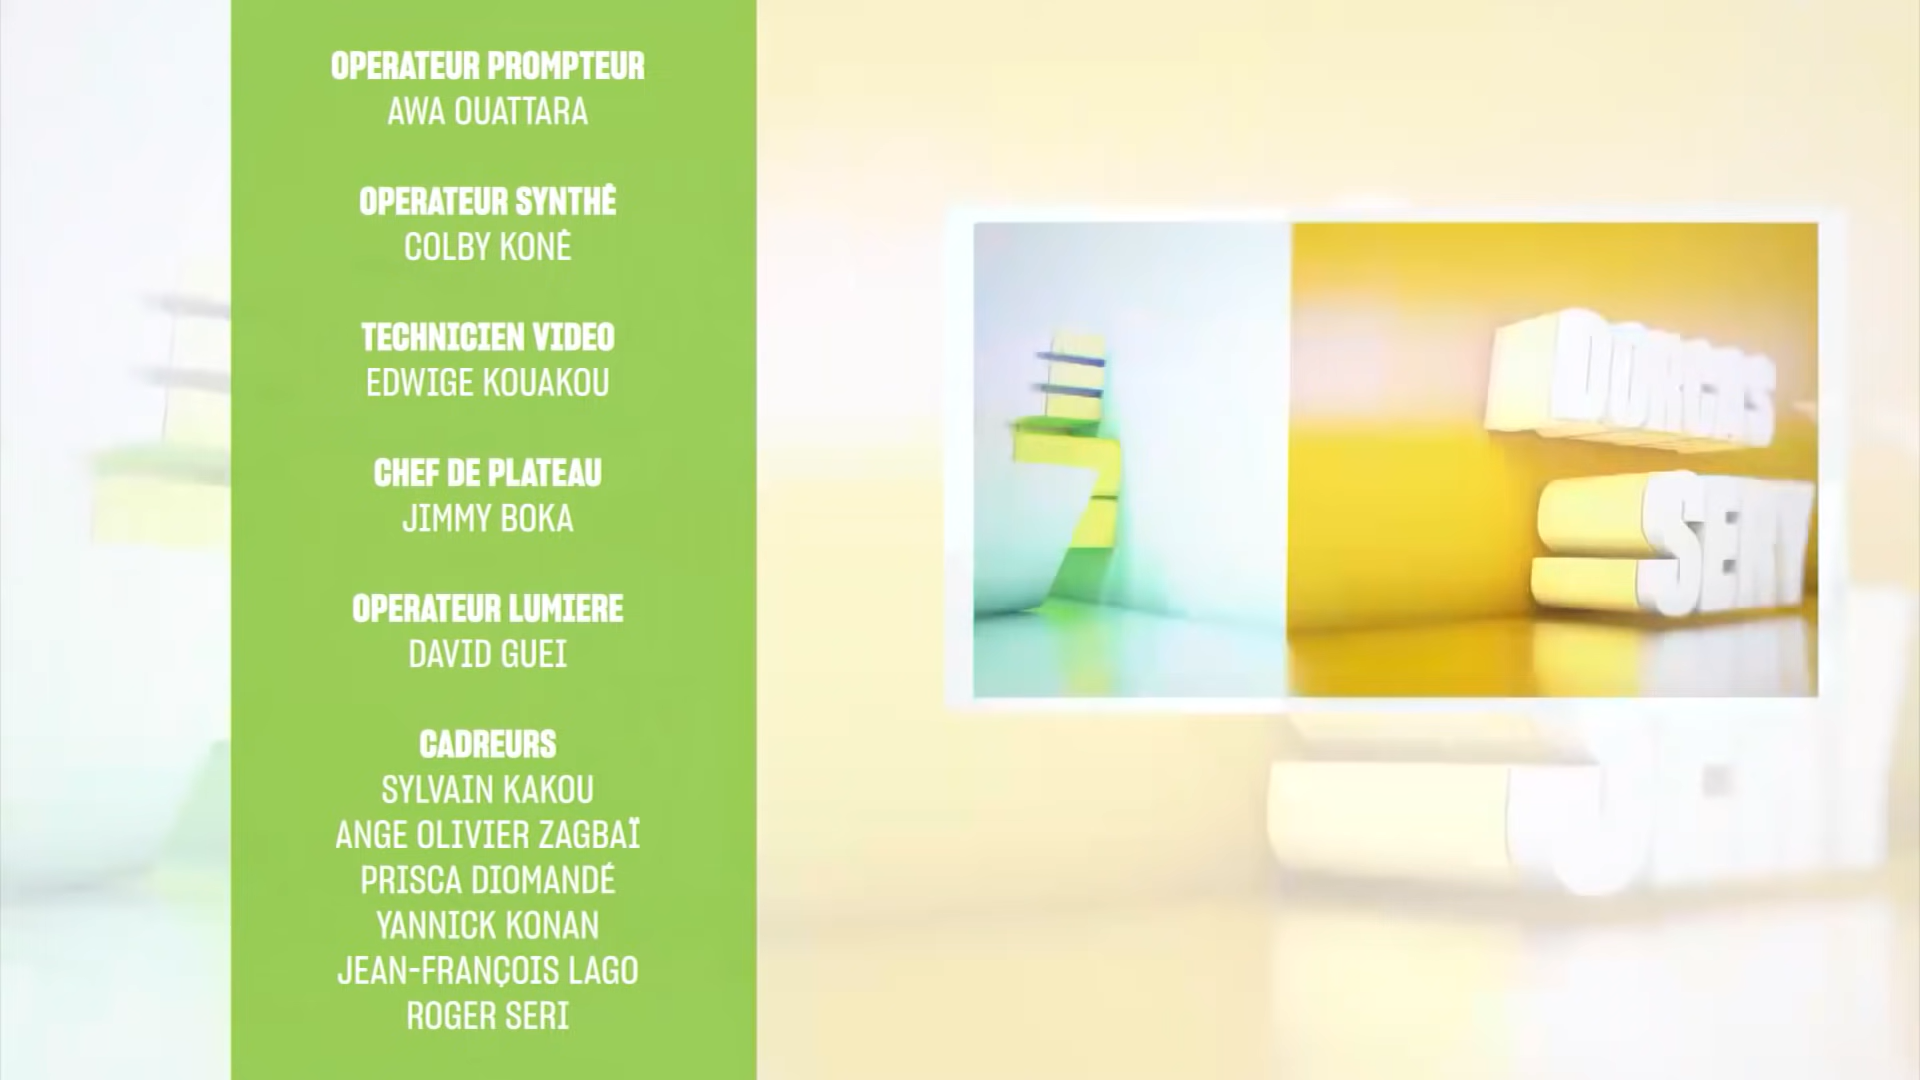 OPERATEUR PROMPTEUR
AWA OUATTARA
OPERATEUR SYNTHÉ
COLBY KONÉ
TECHNICIEN VIDEO
EDWIGE KOUAKOU
CHEF DE PLATEAU
JIMMY BOKA
OPERATEUR LUMIERE
DAVID GUEI
CADREURS
SYLVAIN KAKOU
ANGE OLIVIER ZAGBAÏ
PRISCA DIOMANDÉ
YANNICK KONAN
JEAN-FRANÇOIS LAGO
ROGER SERI
DORCAS
SERY